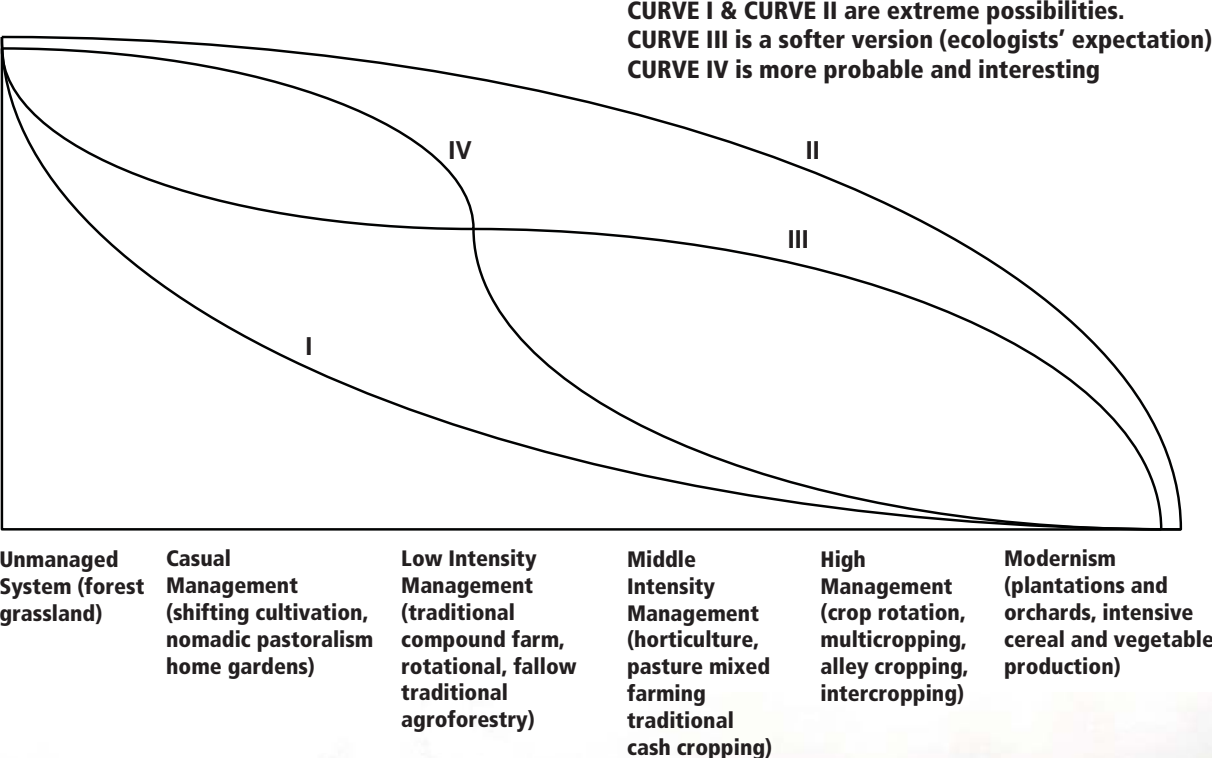 CURVE I & CURVE II are extreme possibilities.
CURVE III is a softer version (ecologists’ expectation)
CURVE IV is more probable and interesting
IV
II
III
I
Unmanaged
System (forest
grassland)
Casual
Management
(shifting cultivation,
nomadic pastoralism
home gardens)
Low Intensity
Management
(traditional
compound farm,
rotational, fallow
traditional
agroforestry)
Middle
Intensity
Management
(horticulture,
pasture mixed
farming
traditional
cash cropping)
High
Management
(crop rotation,
multicropping,
alley cropping,
intercropping)
Modernism
(plantations and
orchards, intensive
cereal and vegetable
production)